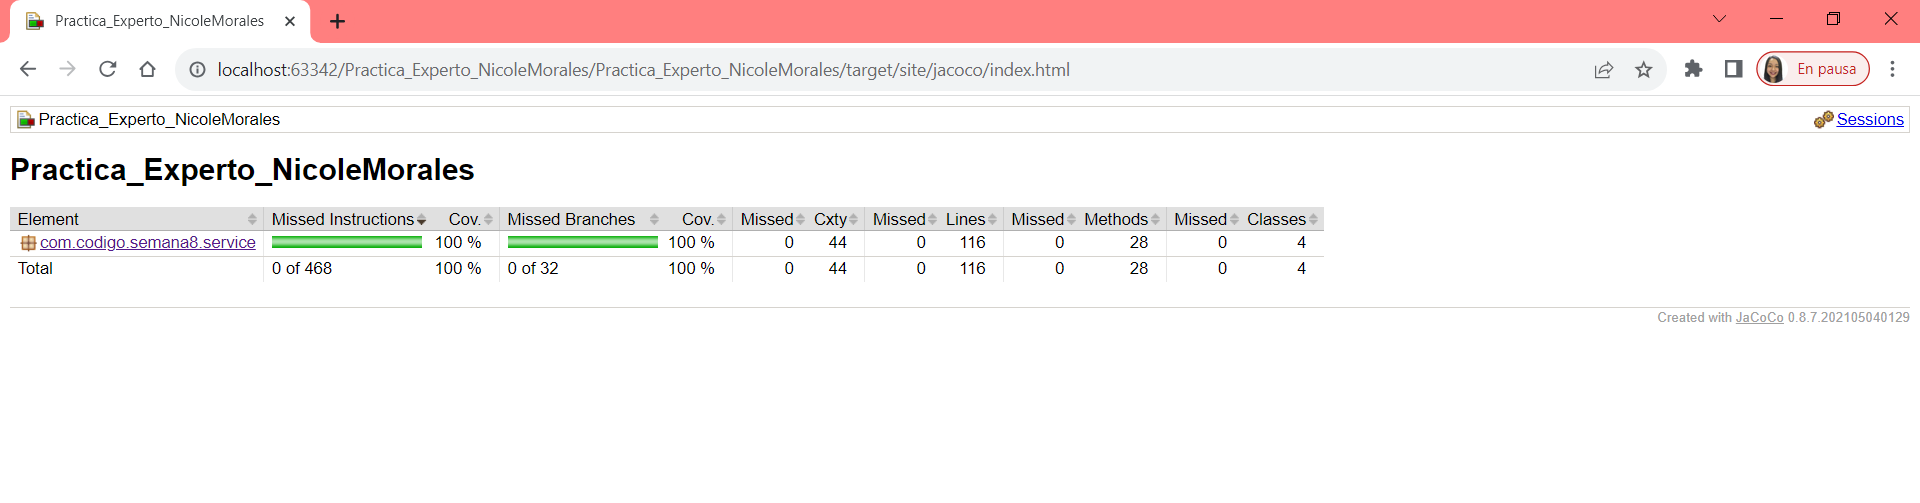 Practica_Experto_NicoleMorales
localhost:63342/Practica_Experto_NicoleMorales/Practica_Experto_NicoleMorales/target/site/jacoco/index.html
En pausa
Practica_Experto_NicoleMorales Sessions
Practica_Experto_NicoleMorales
Element Missed Instructions Cov. Missed Branches Cov. Missed Cxty Missed Lines Missed Methods Missed Classes
com.codigo.semana8.service 100 % 100 % 0 44 0 116 0 28 0 4
Total 0 of 468 100 % 0 of 32 100 % 0 44 0 116 0 28 0 4
Created with JaCoCo 0.8.7.202105040129